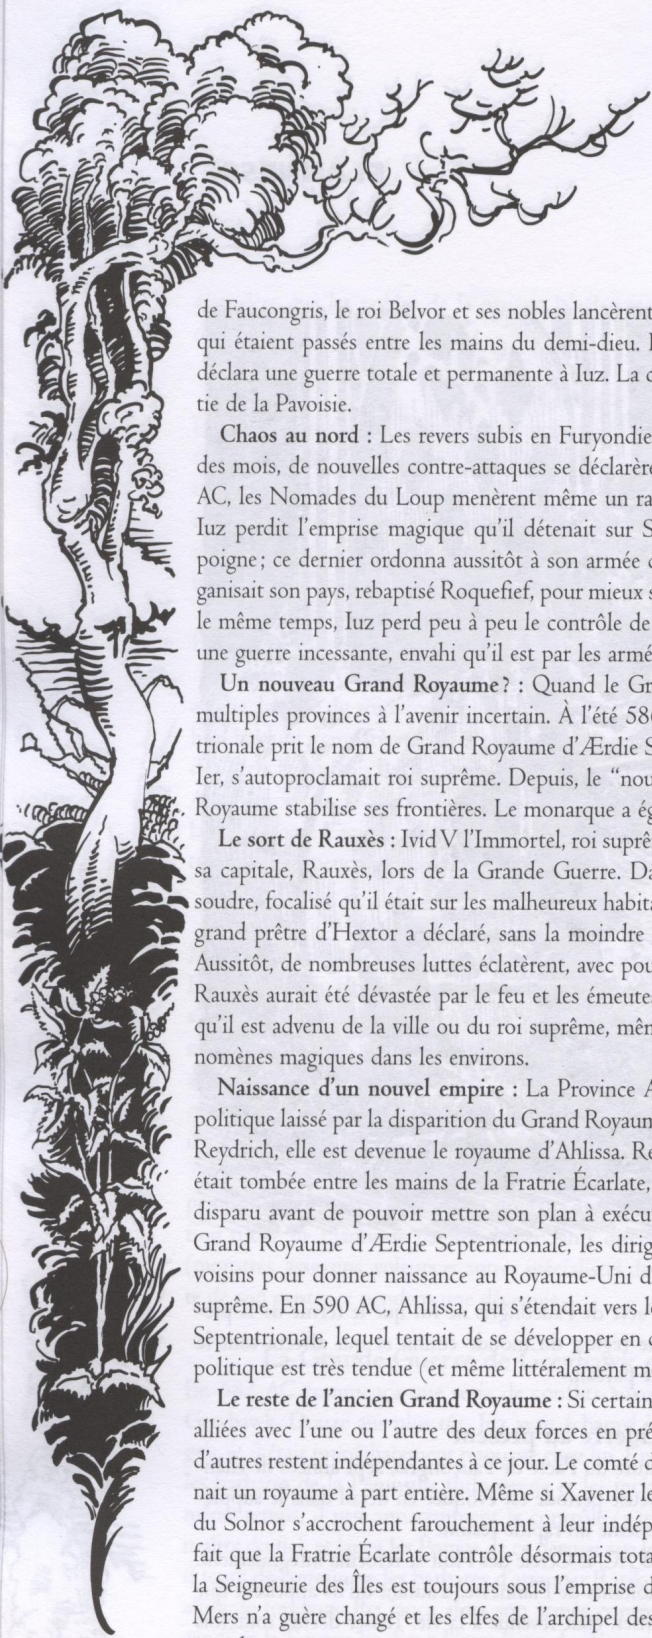 de Faucongris, le roi Belvor et ses nobles lancèrent
qui étaient passés entre les mains du demi-dieu.
déclara une guerre totale et permanente à Iuz. La
tie de la Pavoisie.
Chaos au nord : Les revers subis en Furyondie
des mois, de nouvelles contre-attaques se déclarère
AC, les Nomades du Loup menèrent même un ra
Iuz perdit l'emprise magique qu'il détenait sur S
poigne; ce dernier ordonna aussitôt à son armée
ganisait son pays, rebaptisé Roquefief, pour mieux s
le même temps, Iuz perd peu à peu le contrôle de
une guerre incessante, envahi qu'il est par les armé
Un nouveau Grand Royaume? : Quand le Gr
multiples provinces à l'avenir incertain. À l'été 58
trionale prit le nom de Grand Royaume d'Ærdie S
Ier, s'autoproclamait roi suprême. Depuis, le “nou
Royaume stabilise ses frontières. Le monarque a ég
Le sort de Rauxès : Ivid V l'Immortel, roi suprê
sa capitale, Rauxès, lors de la Grande Guerre. Da
soudre, focalisé qu'il était sur les malheureux habita
grand prêtre d'Hextor a déclaré, sans la moindre
Aussitôt, de nombreuses luttes éclatèrent, avec pou
Rauxès aurait été dévastée par le feu et les émeutes
qu'il est advenu de la ville ou du roi suprême, mêm
nomènes magiques dans les environs.
Naissance d'un nouvel empire : La Province A
politique laissé par la disparition du Grand Royaum
Reydrich, elle est devenue le royaume d'Ahlissa. Re
était tombée entre les mains de la Fratrie Écarlate,
disparu avant de pouvoir mettre son plan à exécu
Grand Royaume d'Ærdie Septentrionale, les dirig
voisins pour donner naissance au Royaume-Uni d
suprême. En 590 AC, Ahlissa, qui s'étendait vers l
Septentrionale, lequel tentait de se développer en
politique est très tendue (et même littéralement m
Le reste de l'ancien Grand Royaume : Si certain
alliées avec l'une ou l'autre des deux forces en pré
d'autres restent indépendantes à ce jour. Le comté
nait un royaume à part entière. Même si Xavener le
du Solnor s'accrochent farouchement à leur indép
fait que la Fratrie Écarlate contrôle désormais tota
la Seigneurie des Îles est toujours sous l'emprise d
Mers n'a guère changé et les elfes de l'archipel des